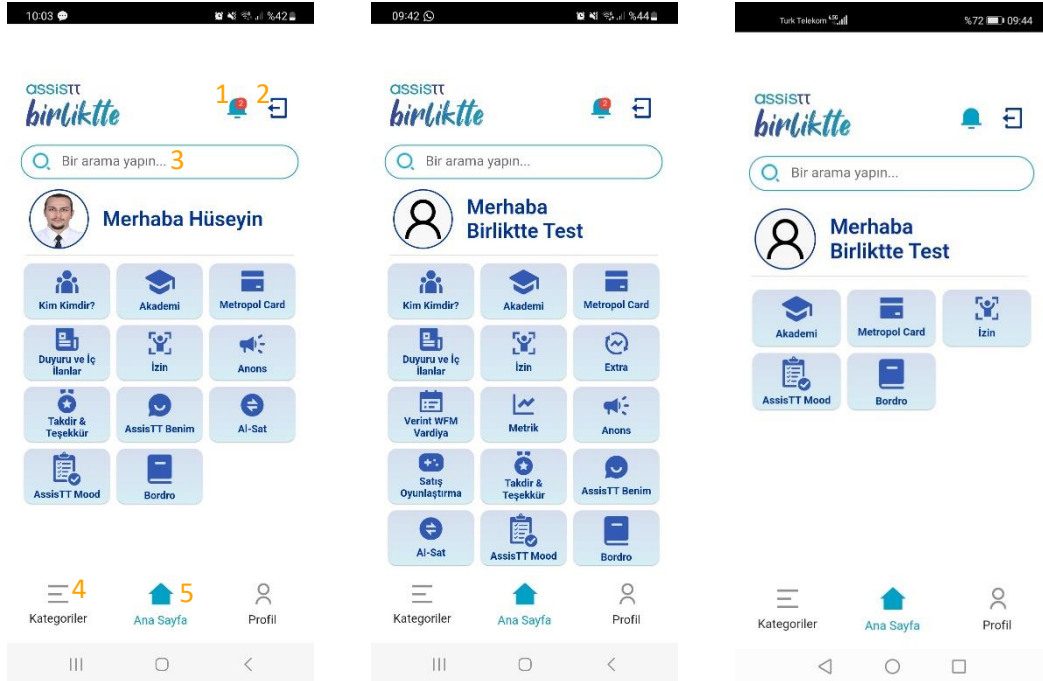 10:03 %42
assisTT
birliktte
1 2 2
Bir arama yapın... 3
Merhaba Hüseyin
Kim Kimdir? Akademi Metropol Card
Duyuru ve İç İlanlar İzin Anons
Takdir & Teşekkür AssisTT Benim Al-Sat
AssisTT Mood Bordro
4 5
Kategoriler Ana Sayfa Profil
09:42 %44
assisTT
birliktte
2
Bir arama yapın...
Merhaba
Birliktte Test
Kim Kimdir? Akademi Metropol Card
Duyuru ve İç İlanlar İzin Extra
Verint WFM Vardiya Metrik Anons
Satış Oyunlaştırma Takdir & Teşekkür AssisTT Benim
Al-Sat AssisTT Mood Bordro
Kategoriler Ana Sayfa Profil
Turk Telekom %72 09:44
assisTT
birliktte
Bir arama yapın...
Merhaba
Birliktte Test
Akademi Metropol Card İzin
AssisTT Mood Bordro
Kategoriler Ana Sayfa Profil